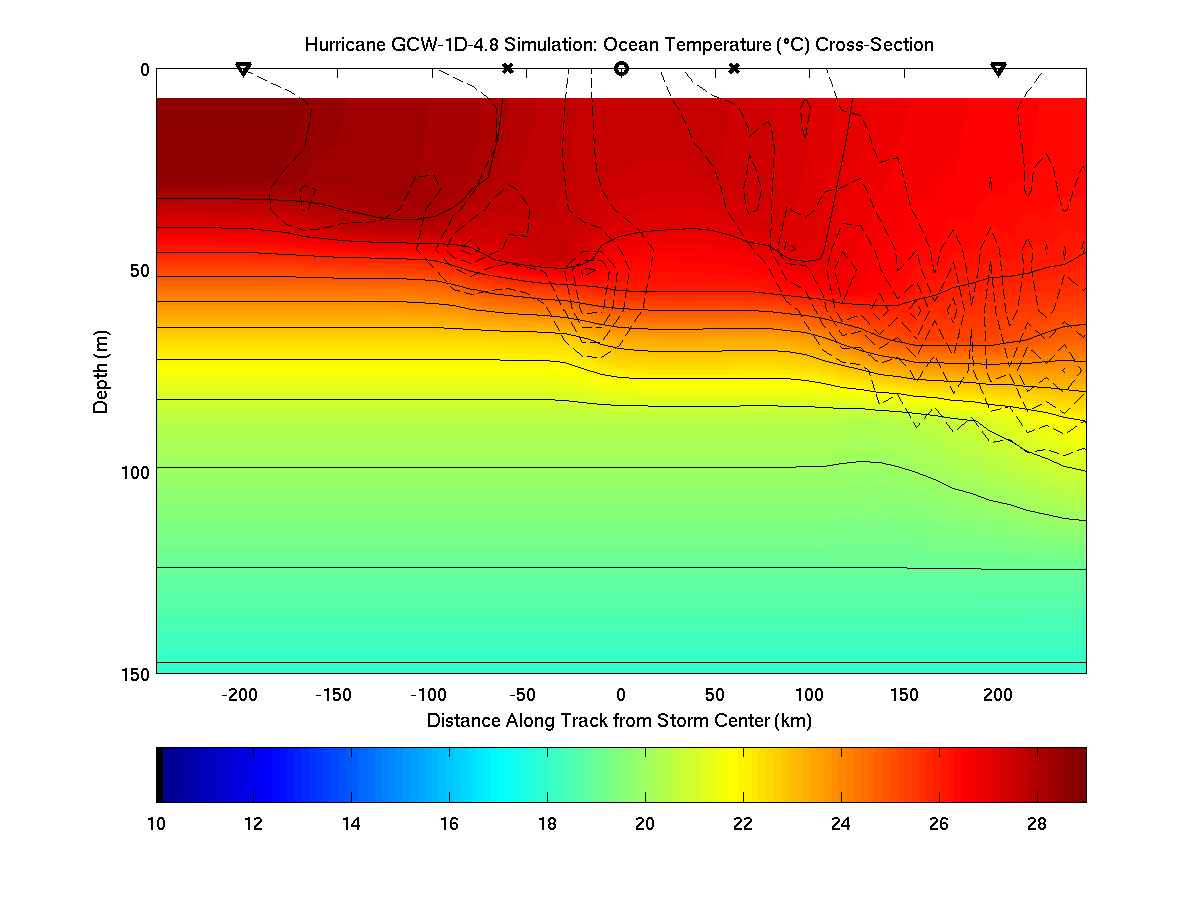 Hurricane GCW-1D-4.8 Simulation: Ocean Temperature (°C) Cross-Section
0
50
100
150
Depth (m)
-200 -150 -100 -50 0 50 100 150 200
Distance Along Track from Storm Center (km)
10 12 14 16 18 20 22 24 26 28